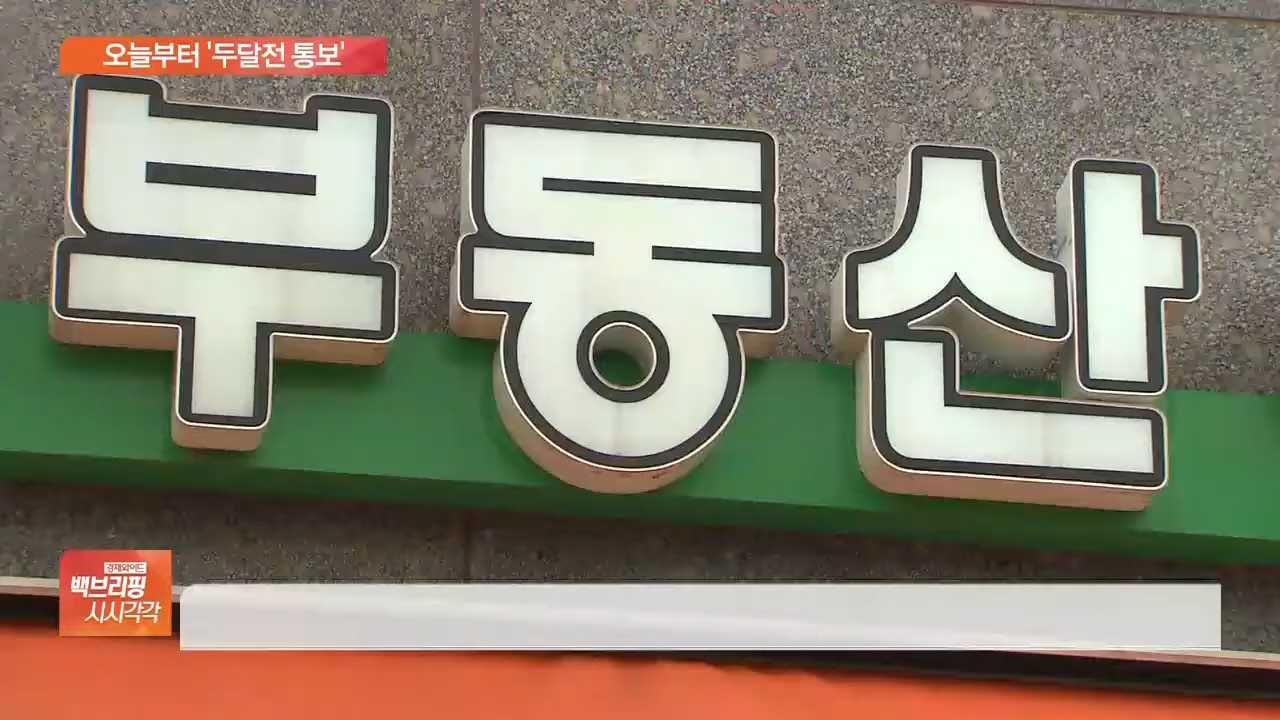 오늘부터 '두달전 통보'
부동산
경제와이드
백브리핑
시시각각